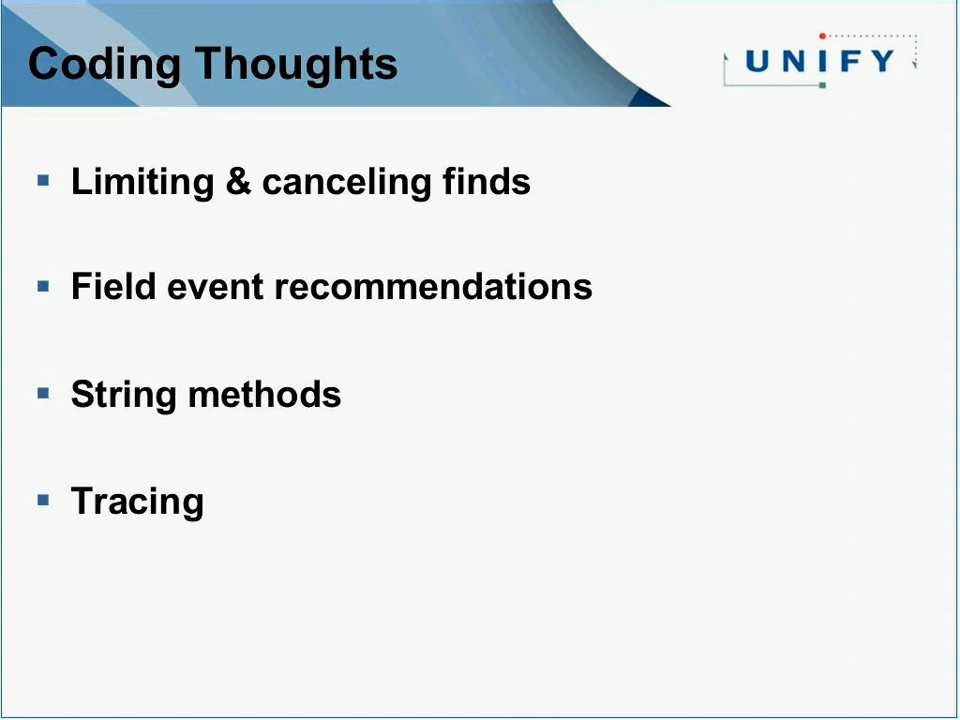 Coding Thoughts
UNIFY
Limiting & canceling finds
Field event recommendations
String methods
Tracing